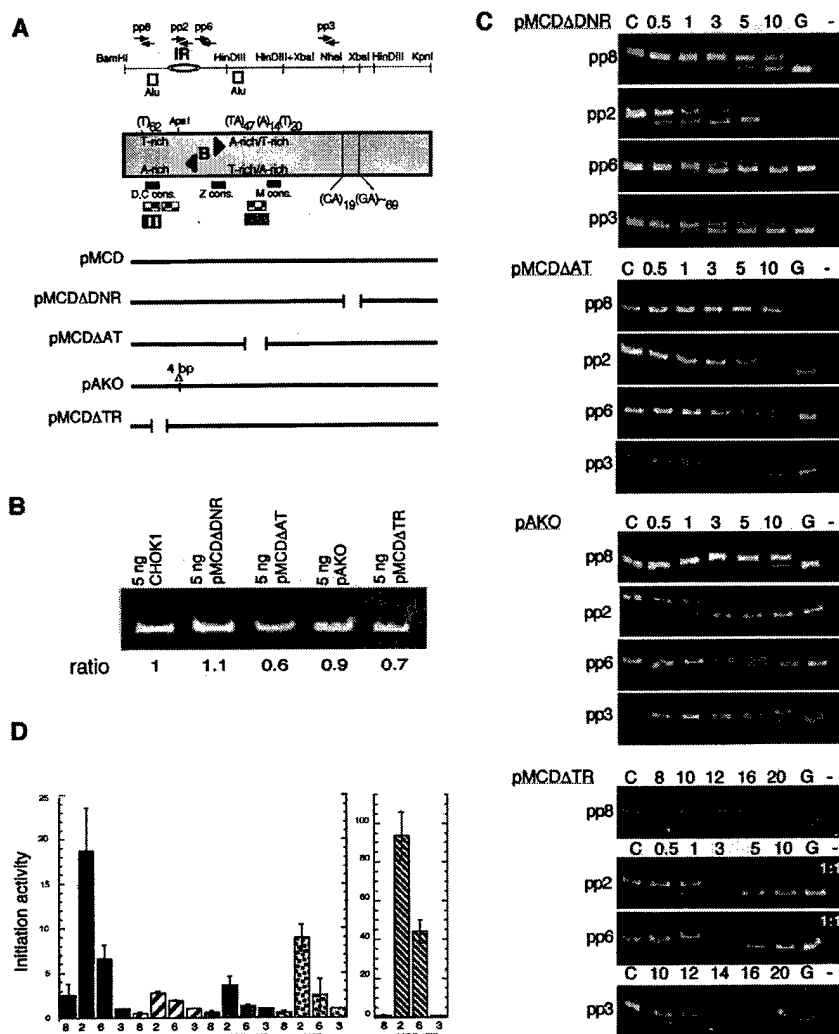 A
pp8 pp2 pp6 pp3
IR
BamHI HinDIII HinDIII+XbaI NheI XbaI HinDIII KpnI
Alu Alu
(T)62 ApaI (TA)47 (A)14 (T)20
T-rich A-rich/T-rich
B
A-rich T-rich/A-rich
D,C cons. Z cons. M cons.
(CA)19 (GA)~69
pMCD
pMCDΔDNR
pMCDΔAT
4 bp
pAKO
pMCDΔTR
B
5 ng CHOK1
5 ng pMCDΔDNR
5 ng pMCDΔAT
5 ng pAKO
5 ng pMCDΔTR
ratio 1 1.1 0.6 0.9 0.7
C
pMCDΔDNR C 0.5 1 3 5 10 G -
pp8
pp2
pp6
pp3
pMCDΔAT C 0.5 1 3 5 10 G -
pp8
pp2
pp6
pp3
pAKO C 0.5 1 3 5 10 G -
pp8
pp2
pp6
pp3
pMCDΔTR C 8 10 12 16 20 G -
pp8
C 0.5 1 3 5 10 G -
pp2
pp6
C 10 12 14 16 20 G -
pp3
D
Initiation activity
25
20
15
10
5
0
100
80
60
40
20
0
8 2 6 3 8 2 6 3 8 2 6 3 8 2 6 3 8 2 6 3